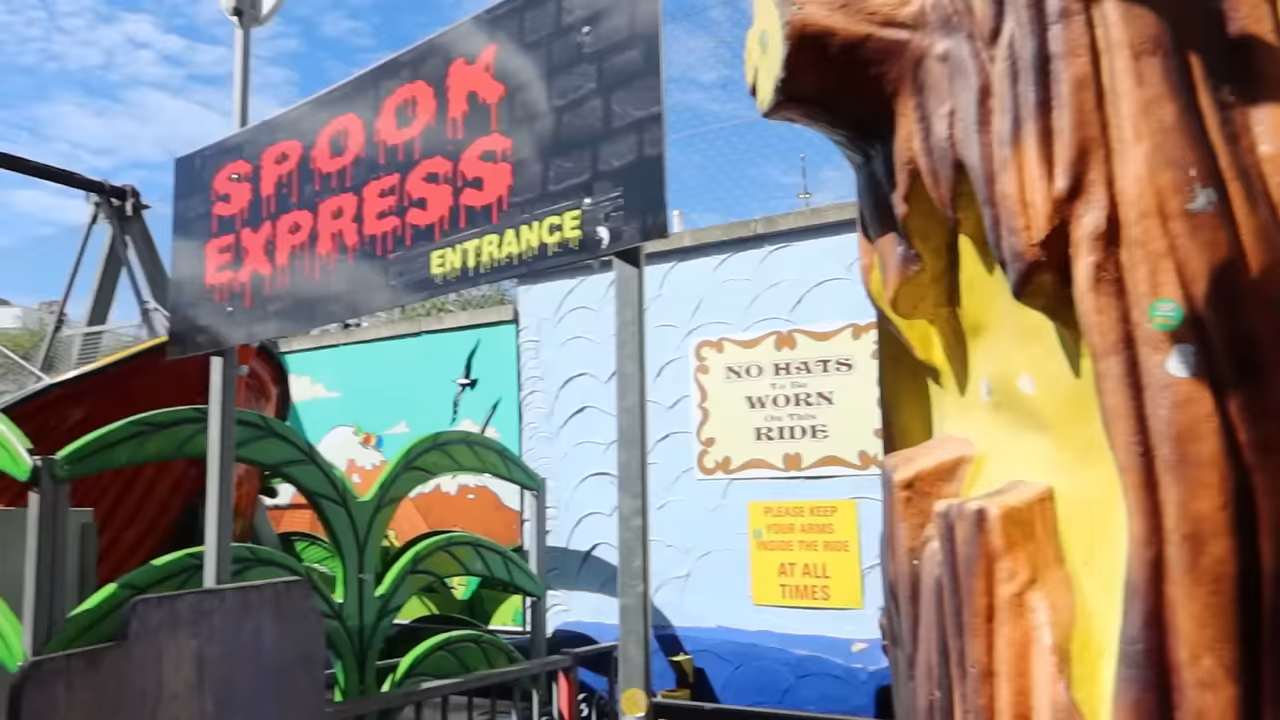 SPOOK
EXPRESS
ENTRANCE
NO HATS
To Be
WORN
On This
RIDE
PLEASE KEEP
YOUR ARMS
INSIDE THE RIDE
AT ALL
TIMES